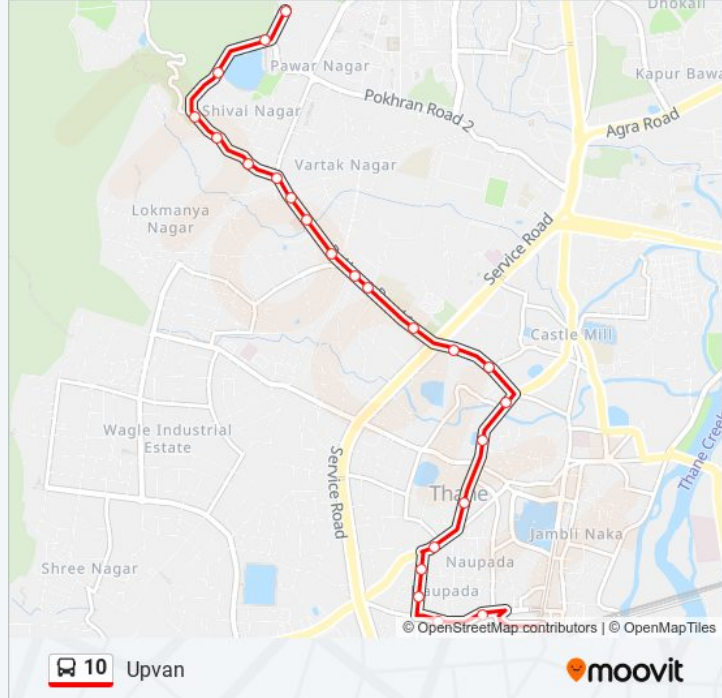 Dhokali
Pawar Nagar
Kapur Bawa
Pokhran Road 2
Agra Road
Shivai Nagar
Vartak Nagar
Lokmanya
Nagar
Service Road
Castle Mill
Wagle Industrial
Estate
Service Road
Thane Creek
Thane
Jambli Naka
Naupada
Shree Nagar
aupada
© OpenStreetMap contributors | © OpenMapTiles
10 Upvan
moovit